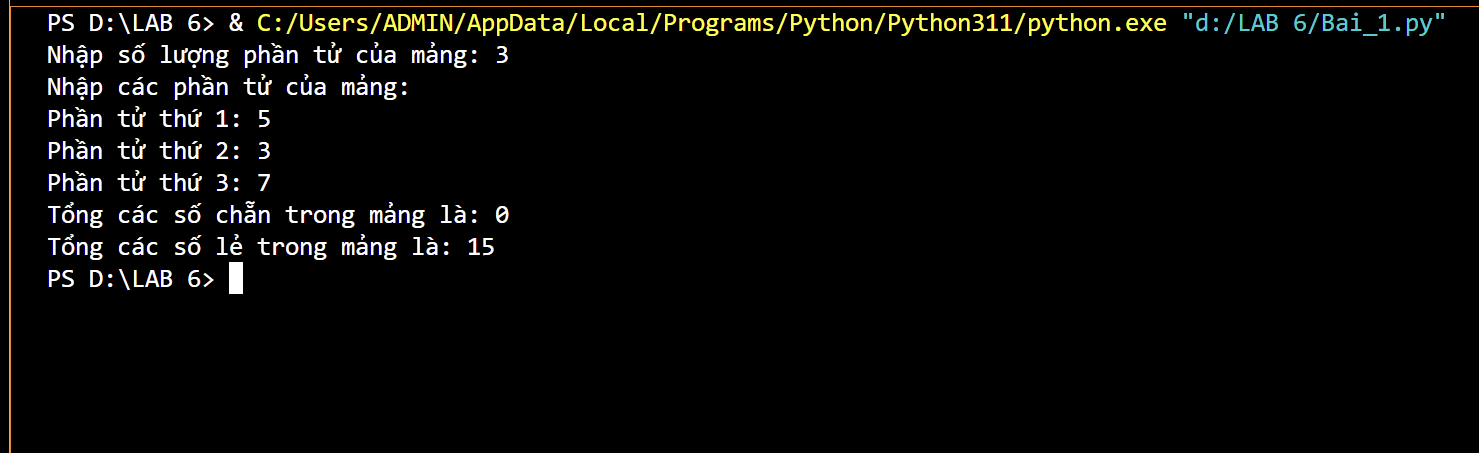 PS D:\LAB 6> & C:/Users/ADMIN/AppData/Local/Programs/Python/Python311/python.exe "d:/LAB 6/Bai_1.py"
Nhập số lượng phần tử của mảng: 3
Nhập các phần tử của mảng:
Phần tử thứ 1: 5
Phần tử thứ 2: 3
Phần tử thứ 3: 7
Tổng các số chẵn trong mảng là: 0
Tổng các số lẻ trong mảng là: 15
PS D:\LAB 6>